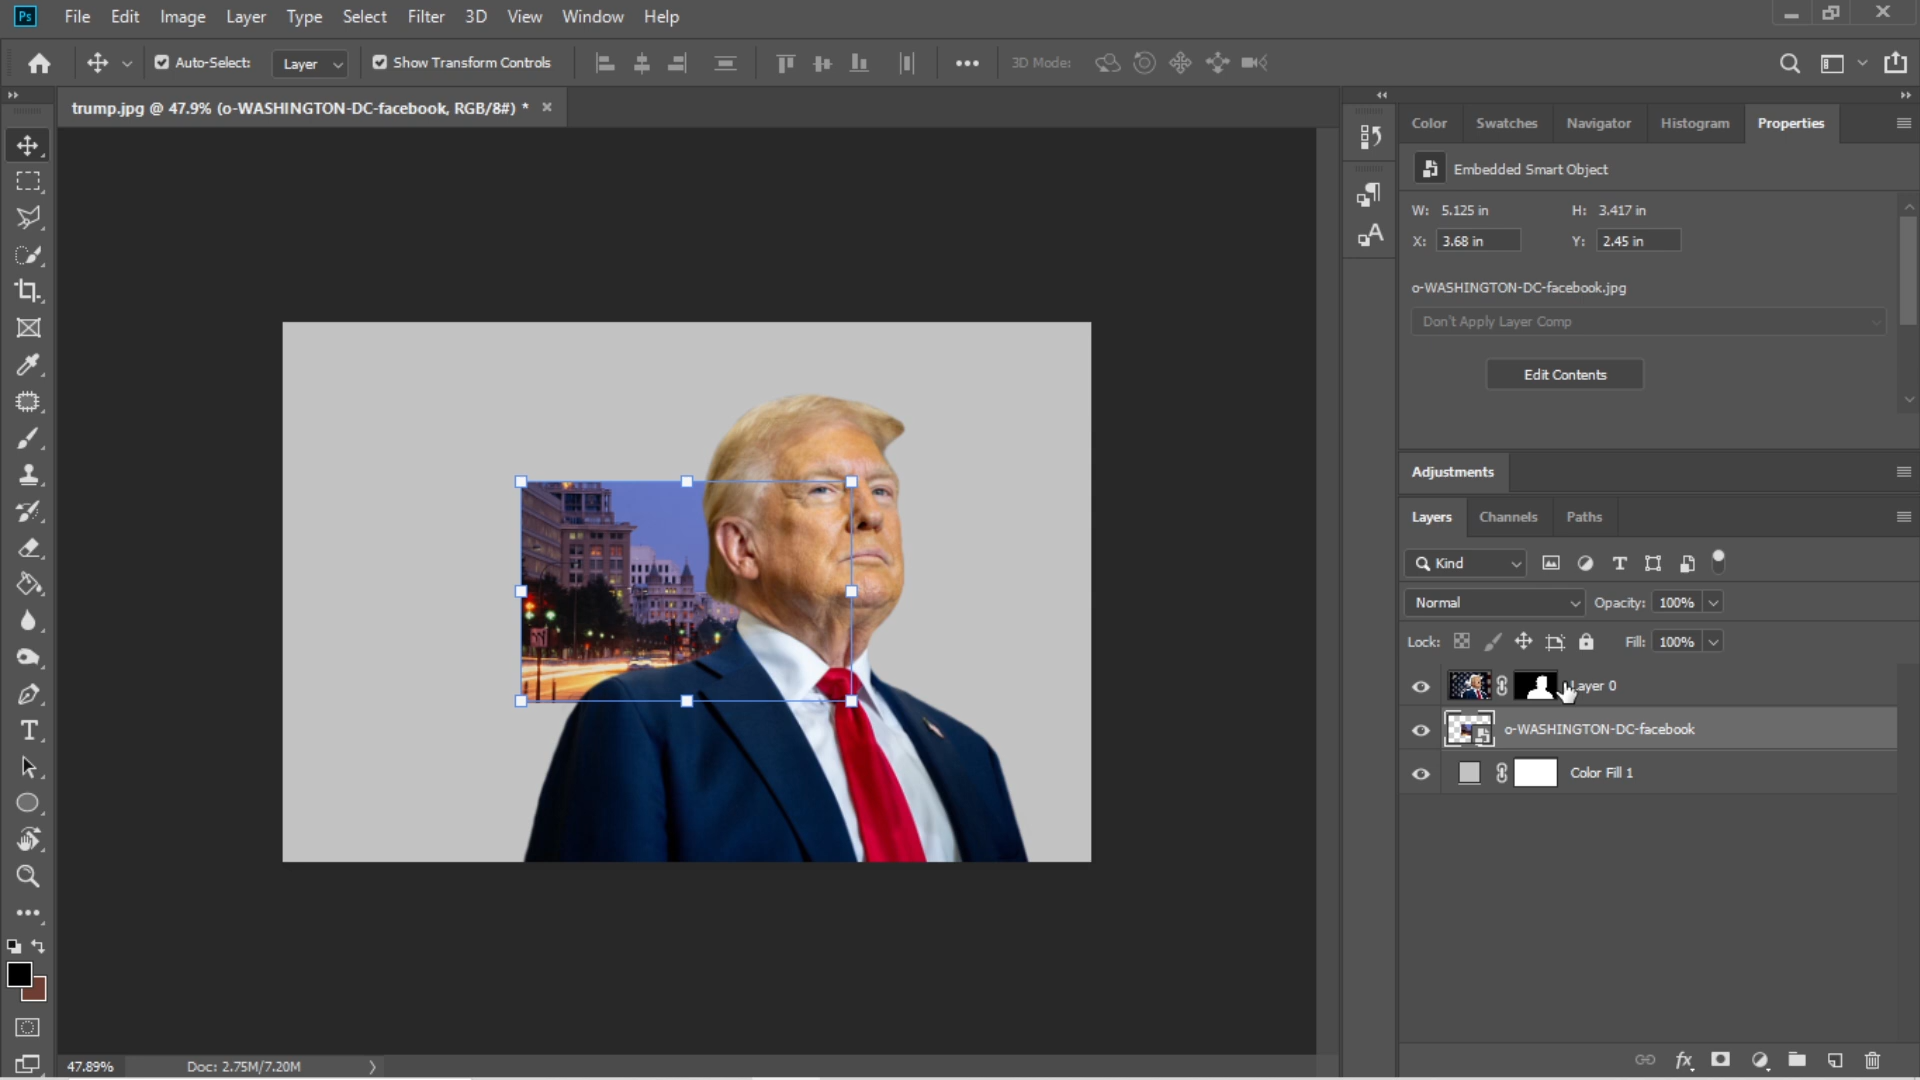 Ps File Edit Image Layer Type Select Filter 3D View Window Help
Auto-Select: Layer Show Transform Controls 3D Mode:
trump.jpg @ 47.9% (o-WASHINGTON-DC-facebook, RGB/8#) *
Color Swatches Navigator Histogram Properties
Embedded Smart Object
W: 5.125 in H: 3.417 in
X: 3.68 in Y: 2.45 in
o-WASHINGTON-DC-facebook.jpg
Don't Apply Layer Comp
Edit Contents
Adjustments
Layers Channels Paths
Kind
Normal Opacity: 100%
Lock: Fill: 100%
Layer 0
o-WASHINGTON-DC-facebook
Color Fill 1
47.89% Doc: 2.75M/7.20M